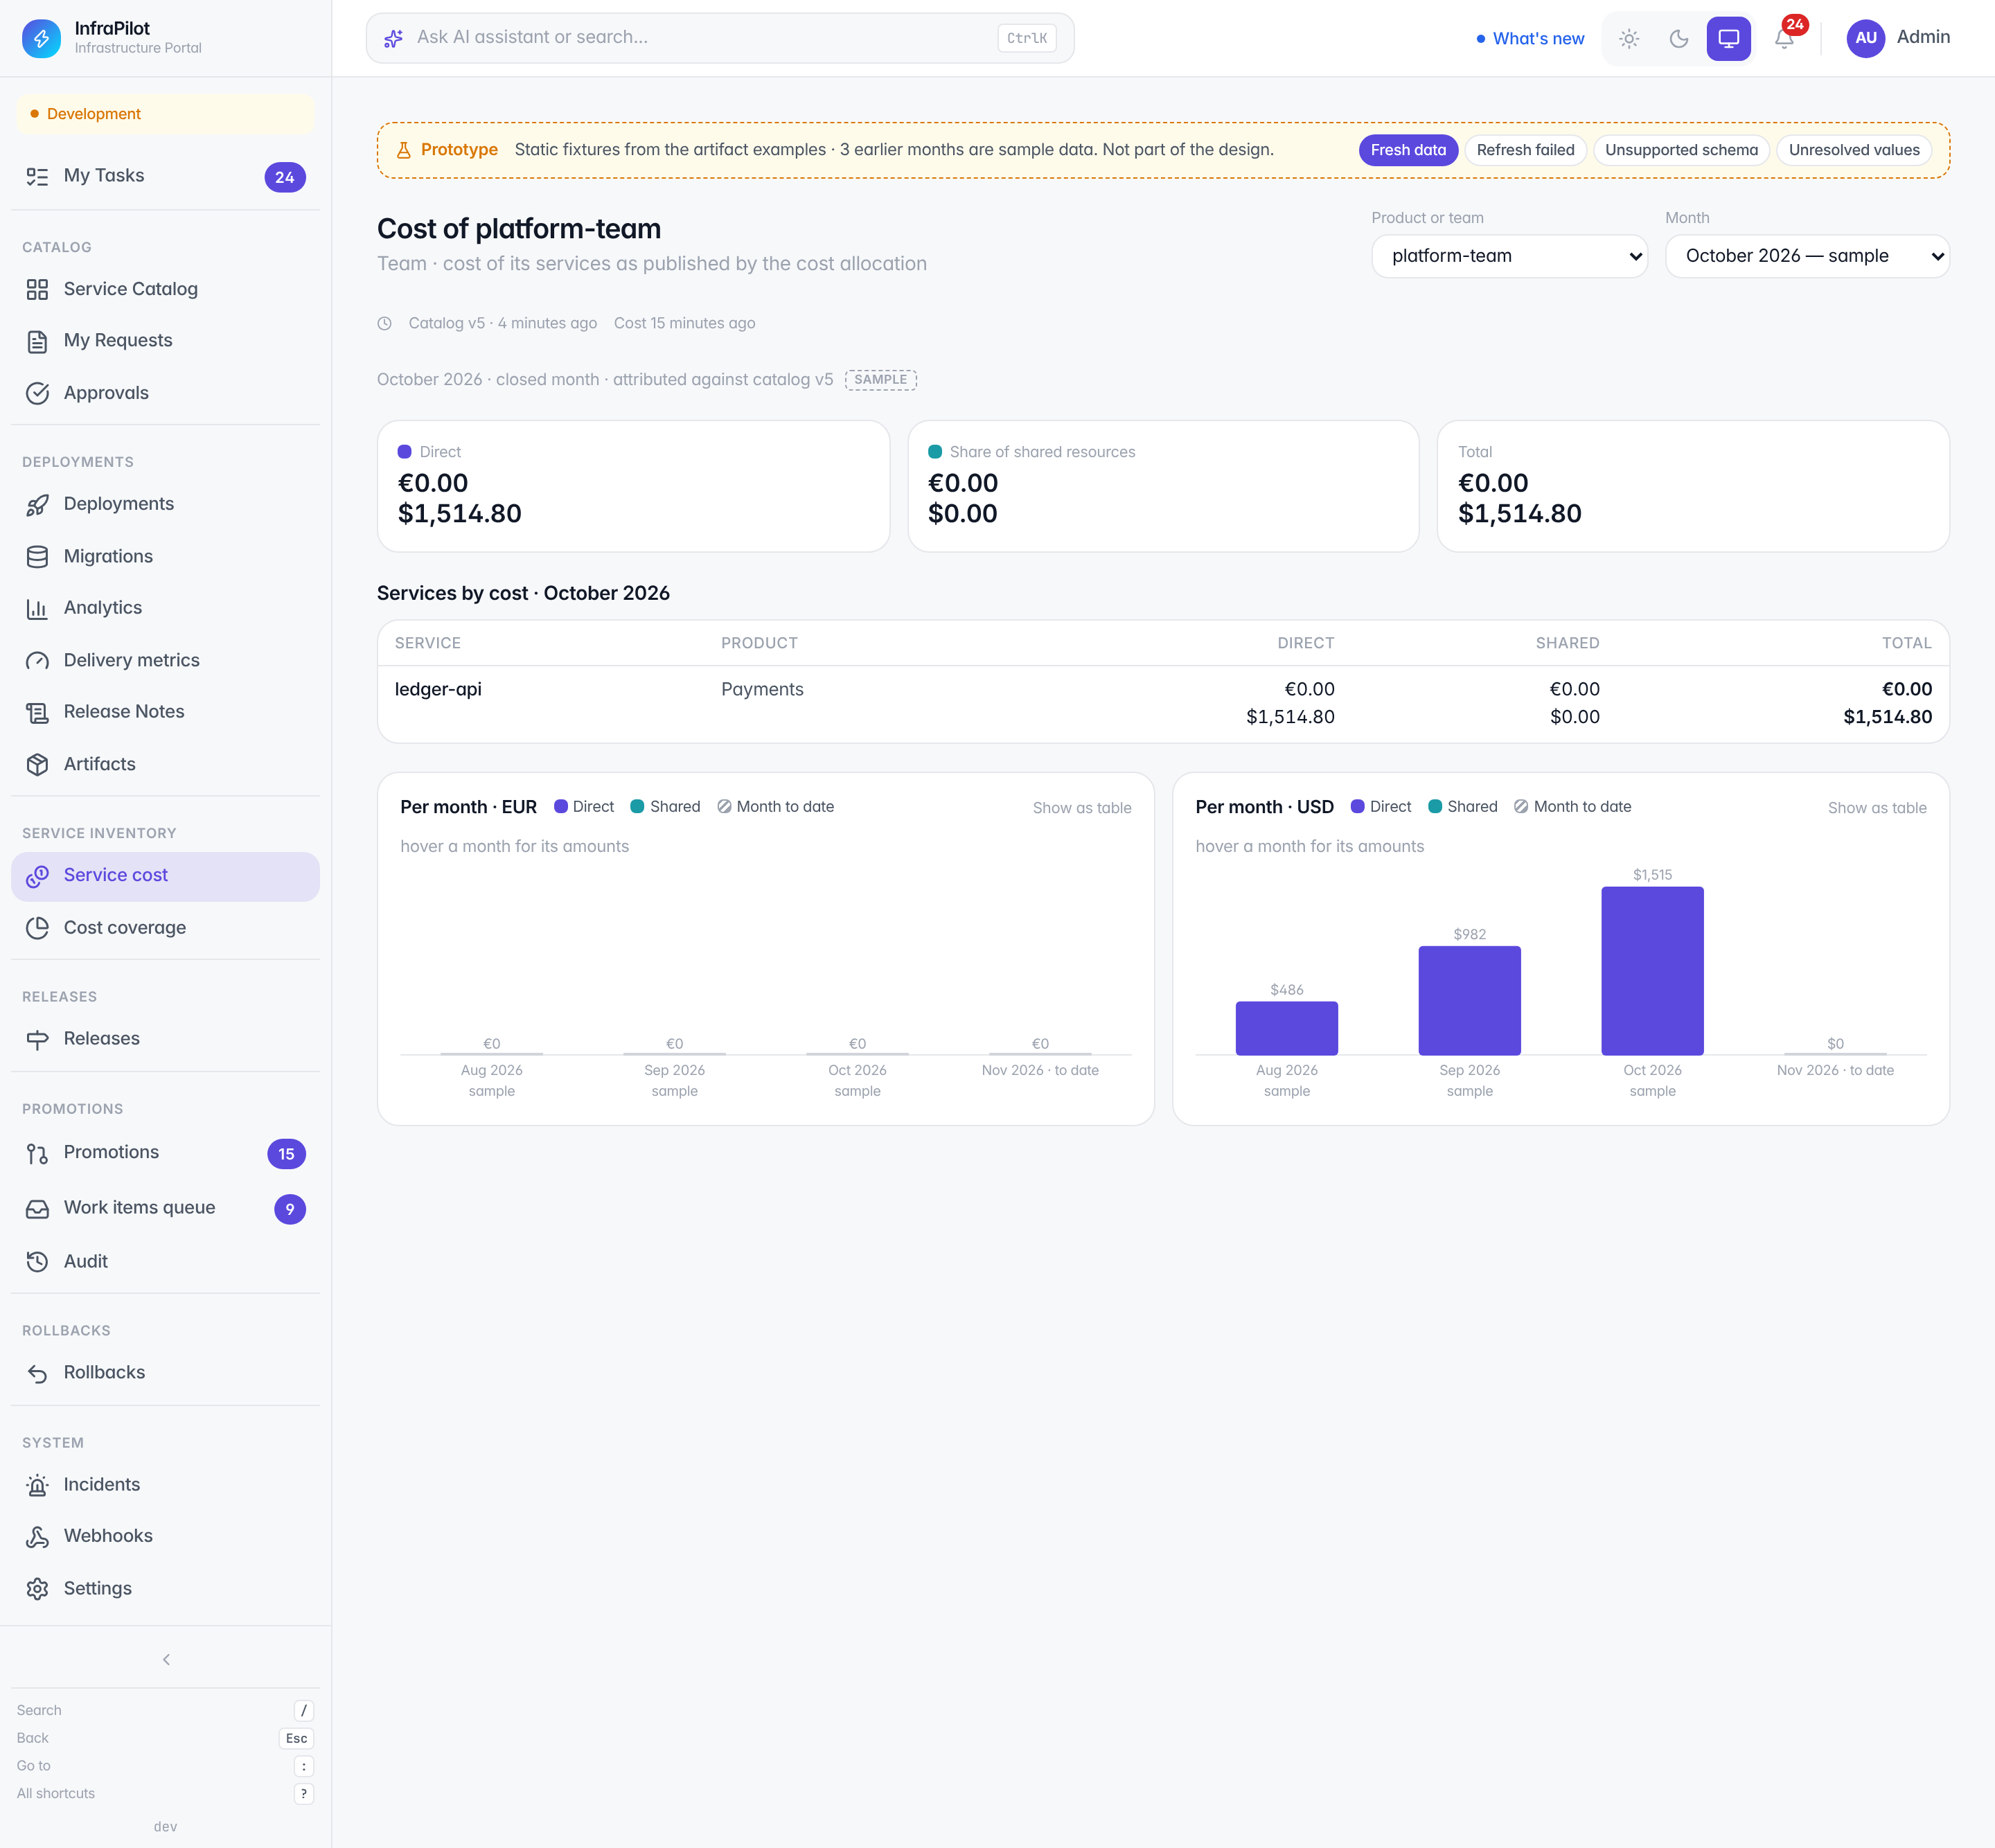 InfraPilot
Infrastructure Portal
Ask AI assistant or search...
CtrlK
What's new
24
AU
Admin
Development
My Tasks
24
CATALOG
Service Catalog
My Requests
Approvals
DEPLOYMENTS
Deployments
Migrations
Analytics
Delivery metrics
Release Notes
Artifacts
SERVICE INVENTORY
Service cost
Cost coverage
RELEASES
Releases
PROMOTIONS
Promotions
15
Work items queue
9
Audit
ROLLBACKS
Rollbacks
SYSTEM
Incidents
Webhooks
Settings
Search
/
Back
Esc
Go to
:
All shortcuts
?
dev
Prototype
Static fixtures from the artifact examples · 3 earlier months are sample data. Not part of the design.
Fresh data
Refresh failed
Unsupported schema
Unresolved values
Cost of platform-team
Team · cost of its services as published by the cost allocation
Product or team
platform-team
Month
October 2026 — sample
Catalog v5 · 4 minutes ago
Cost 15 minutes ago
October 2026 · closed month · attributed against catalog v5
SAMPLE
Direct
€0.00
$1,514.80
Share of shared resources
€0.00
$0.00
Total
€0.00
$1,514.80
Services by cost · October 2026
SERVICE PRODUCT DIRECT SHARED TOTAL
ledger-api Payments €0.00 €0.00 €0.00
$1,514.80 $0.00 $1,514.80
Per month · EUR
Direct
Shared
Month to date
Show as table
hover a month for its amounts
€0 €0 €0 €0
Aug 2026 Sep 2026 Oct 2026 Nov 2026 · to date
sample sample sample
Per month · USD
Direct
Shared
Month to date
Show as table
hover a month for its amounts
$1,515
$982
$486
$0
Aug 2026 Sep 2026 Oct 2026 Nov 2026 · to date
sample sample sample